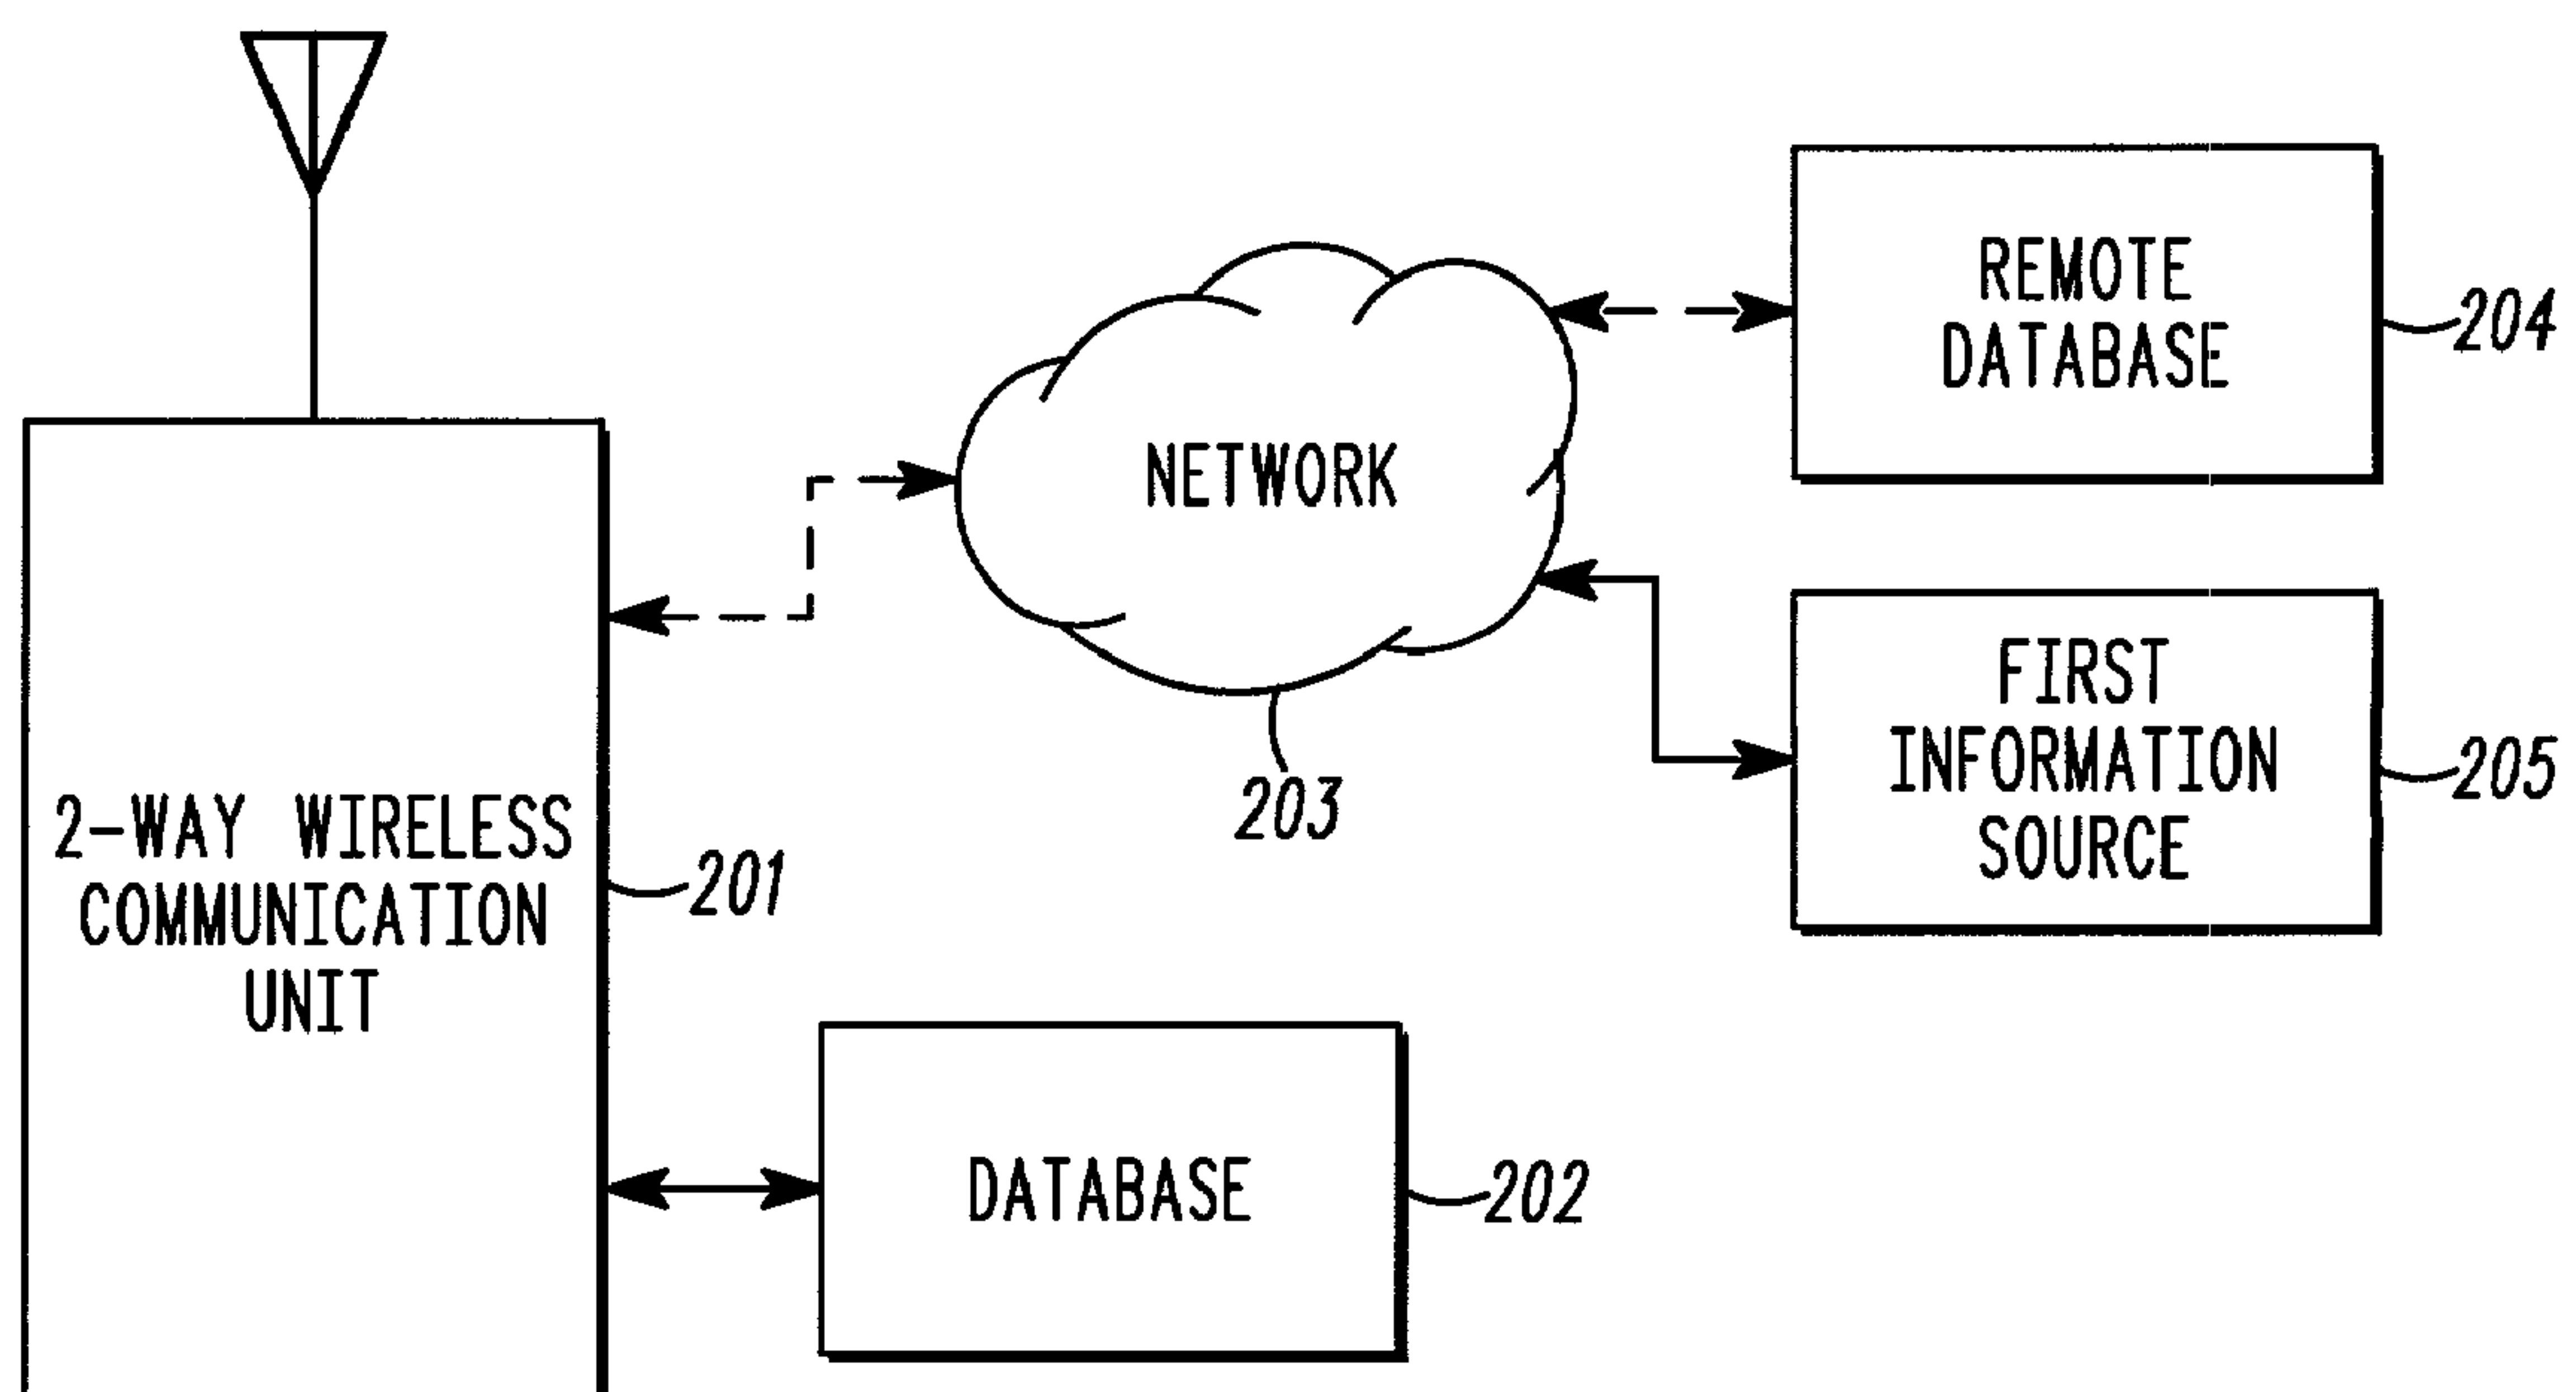 REMOTE
DATABASE
204
NETWORK
203
FIRST
INFORMATION
SOURCE
205
2-WAY WIRELESS
COMMUNICATION
UNIT
201
DATABASE
202